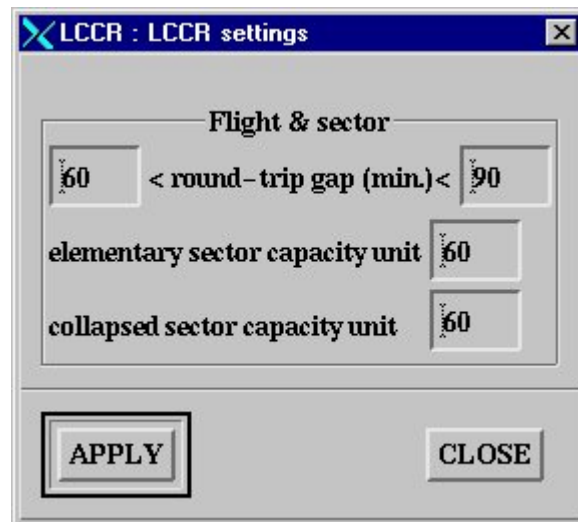 LCCR : LCCR settings
Flight & sector
60 < round-trip gap (min.)< 90
elementary sector capacity unit 60
collapsed sector capacity unit 60
APPLY CLOSE